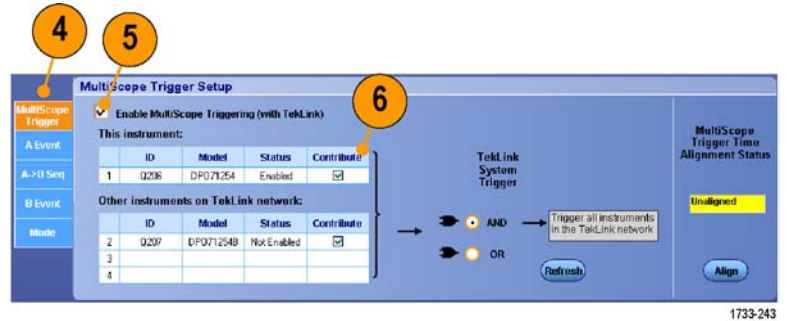 4
5
6
MultiScope Trigger Setup
MultiScope Trigger
A Event
A->B Seq
B Event
Mode
Enable MultiScope Triggering (with TekLink)
This instrument:
ID Model Status Contribute
1 Q206 DPO71254 Enabled
Other instruments on TekLink network:
ID Model Status Contribute
2 Q207 DPO71254B Not Enabled
3
4
TekLink
System
Trigger
AND
OR
Trigger all instruments
in the TekLink network
Refresh
MultiScope
Trigger Time
Alignment Status
Unaligned
Align
1733-243